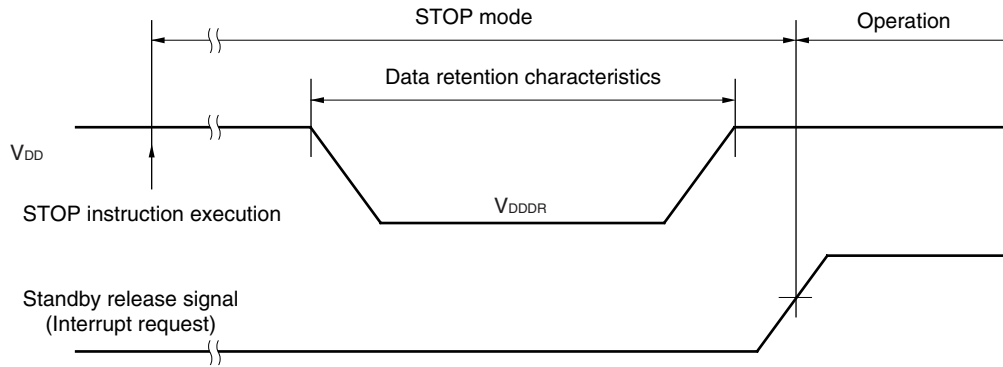 STOP mode
Operation
Data retention characteristics
VDD
STOP instruction execution
VDDDR
Standby release signal
(Interrupt request)